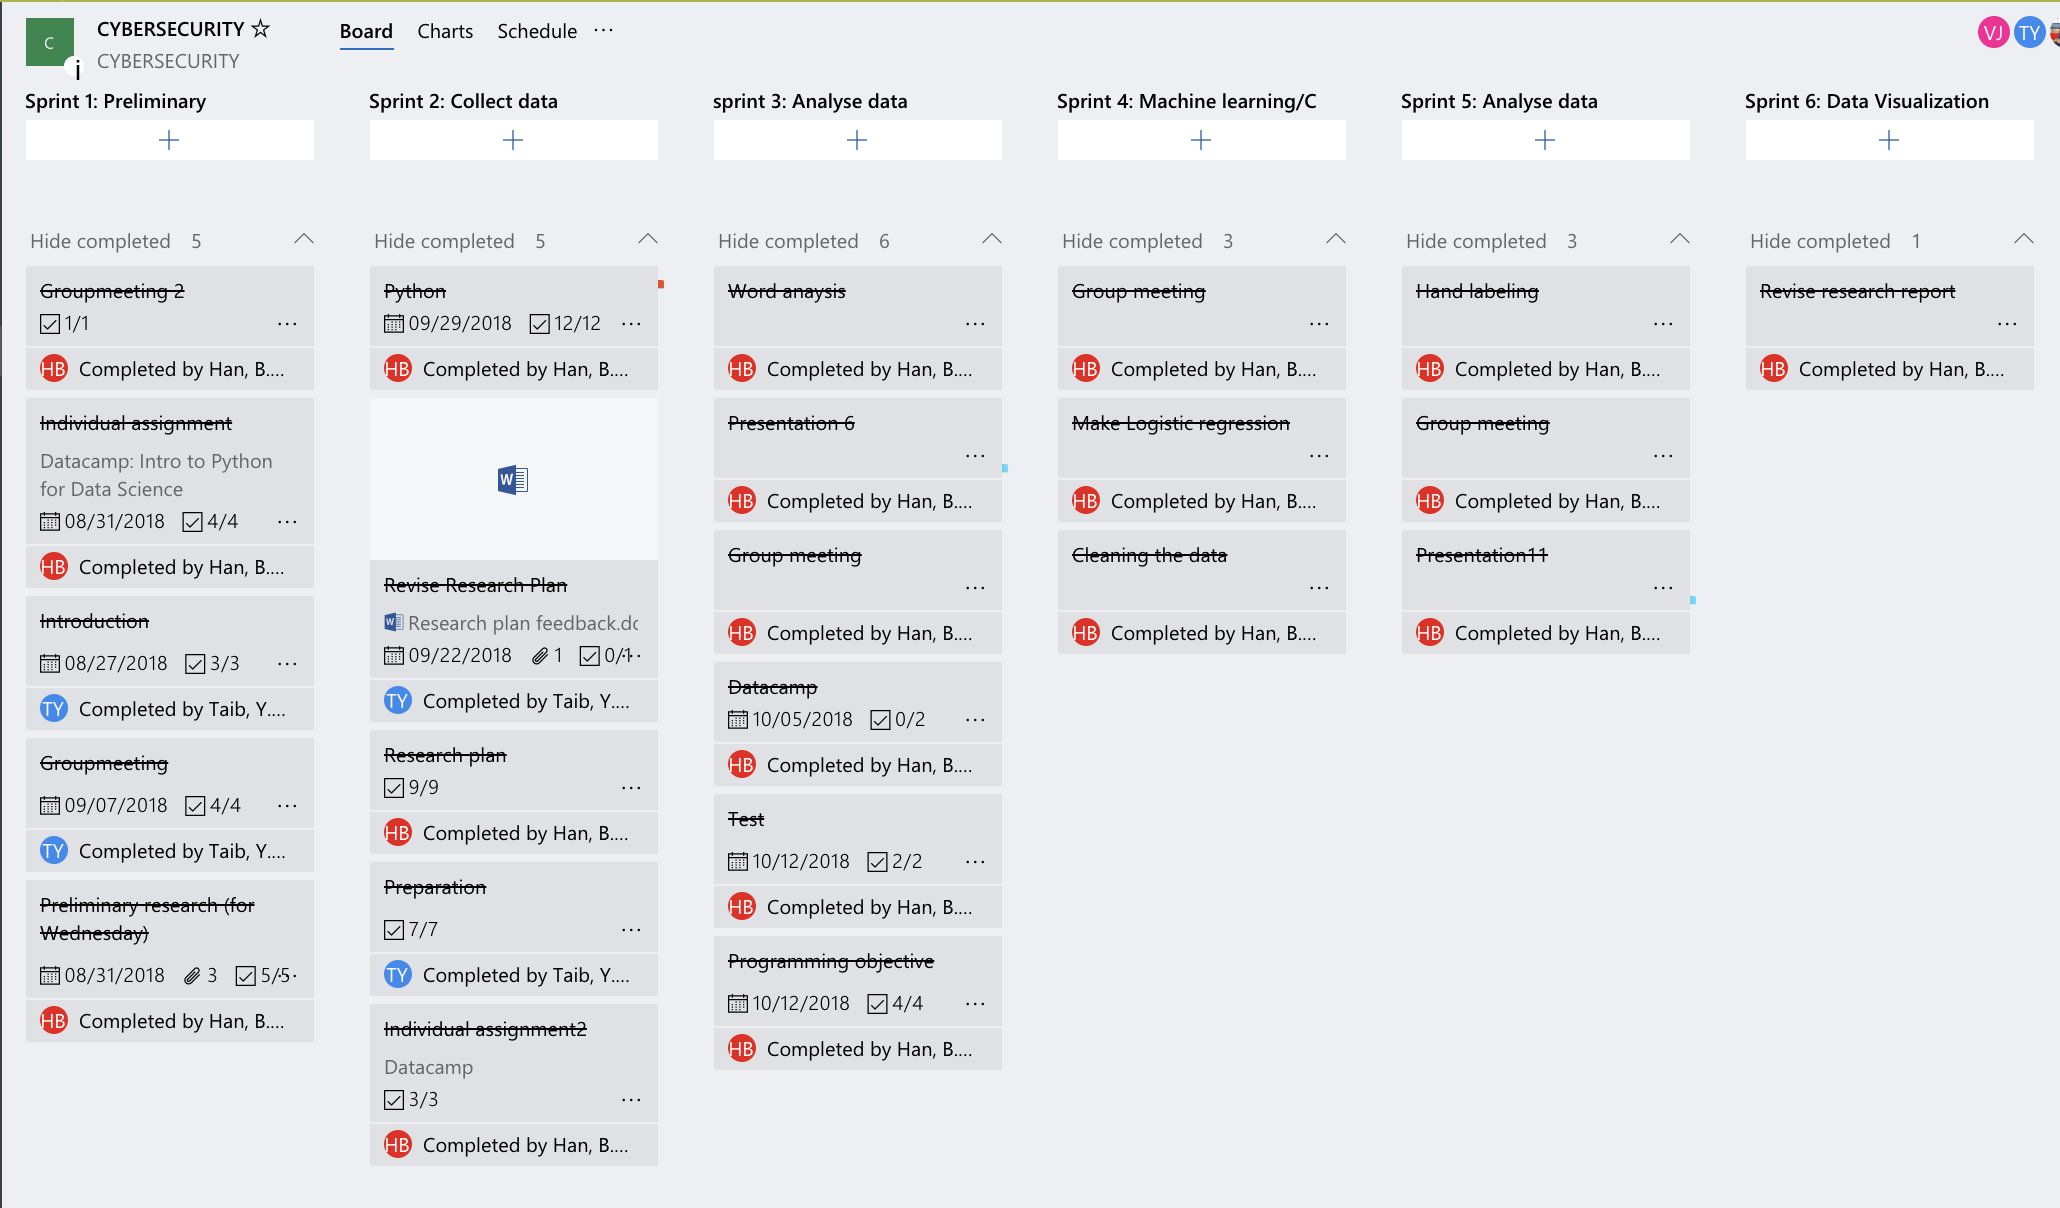 C
i
CYBERSECURITY
CYBERSECURITY
Board Charts Schedule ...
VJ TY
Sprint 1: Preliminary
+
Hide completed 5
Groupmeeting 2
1/1 ...
HB Completed by Han, B....
Individual assignment
Datacamp: Intro to Python
for Data Science
08/31/2018 4/4 ...
HB Completed by Han, B....
Introduction
08/27/2018 3/3 ...
TY Completed by Taib, Y....
Groupmeeting
09/07/2018 4/4 ...
TY Completed by Taib, Y....
Preliminary research (for
Wednesday)
08/31/2018 3 5/5 ...
HB Completed by Han, B....
Sprint 2: Collect data
+
Hide completed 5
Python
09/29/2018 12/12 ...
HB Completed by Han, B....
W
Revise Research Plan
W Research plan feedback.dc
09/22/2018 1 0/1 ...
TY Completed by Taib, Y....
Research plan
9/9 ...
HB Completed by Han, B....
Preparation
7/7 ...
TY Completed by Taib, Y....
Individual assignment2
Datacamp
3/3 ...
HB Completed by Han, B....
sprint 3: Analyse data
+
Hide completed 6
Word anaysis
...
HB Completed by Han, B....
Presentation 6
...
HB Completed by Han, B....
Group meeting
...
HB Completed by Han, B....
Datacamp
10/05/2018 0/2 ...
HB Completed by Han, B....
Test
10/12/2018 2/2 ...
HB Completed by Han, B....
Programming objective
10/12/2018 4/4 ...
HB Completed by Han, B....
Sprint 4: Machine learning/C
+
Hide completed 3
Group meeting
...
HB Completed by Han, B....
Make Logistic regression
...
HB Completed by Han, B....
Cleaning the data
...
HB Completed by Han, B....
Sprint 5: Analyse data
+
Hide completed 3
Hand labeling
...
HB Completed by Han, B....
Group meeting
...
HB Completed by Han, B....
Presentation11
...
HB Completed by Han, B....
Sprint 6: Data Visualization
+
Hide completed 1
Revise research report
...
HB Completed by Han, B....